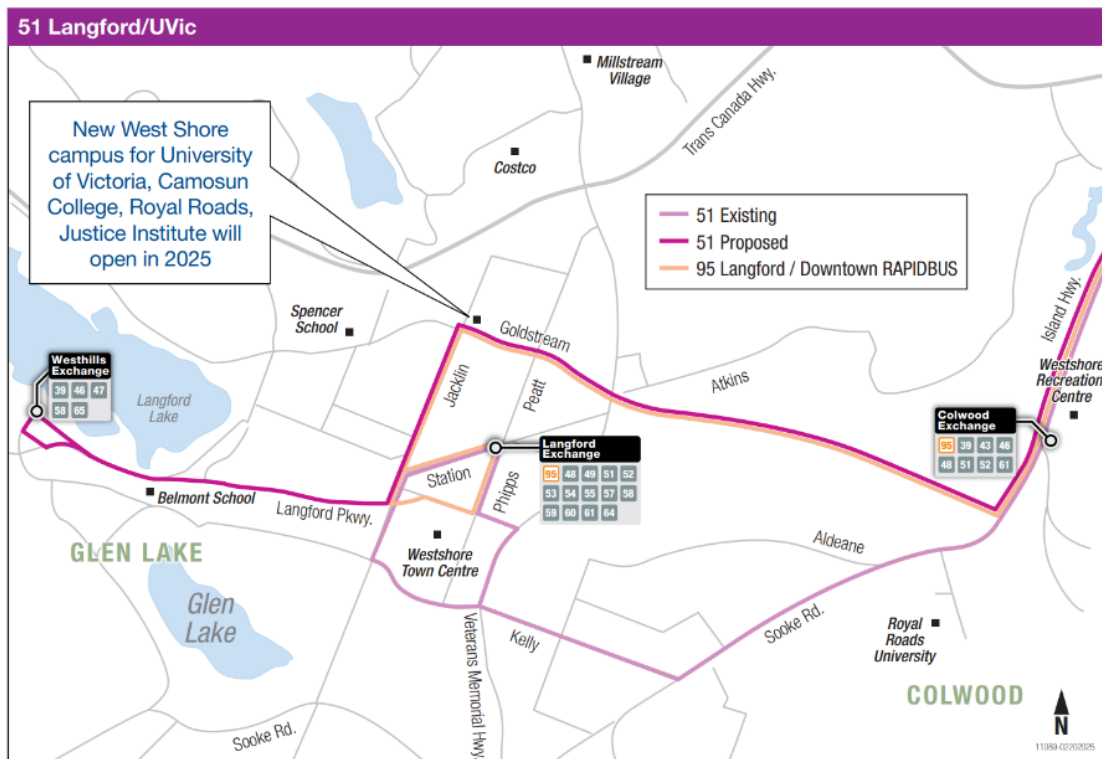 51 Langford/UVic
Millstream
Village
Trans Canada Hwy.
New West Shore
campus for University
of Victoria, Camosun
College, Royal Roads,
Justice Institute will
open in 2025
Costco
51 Existing
51 Proposed
95 Langford / Downtown RAPIDBUS
Spencer
School
Goldstream
Island Hwy.
Westhills
Exchange
39 46 47
58 65
Langford
Lake
Jacklin
Peatt
Atkins
Westshore
Recreation
Centre
Colwood
Exchange
95 39 43 46
48 51 52 61
Langford
Exchange
95 48 49 51 52
53 54 55 57 58
59 60 61 64
Station
Phipps
Belmont School
Langford Pkwy.
GLEN LAKE
Westshore
Town Centre
Aldeane
Glen
Lake
Veterans Memorial Hwy.
Kelly
Sooke Rd.
Royal
Roads
University
COLWOOD
Sooke Rd.
N
11089-02202025